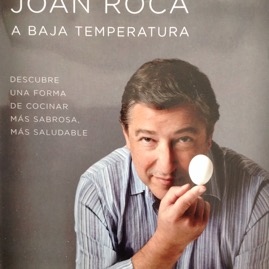 JOAN ROCA
A BAJA TEMPERATURA
DESCUBRE
UNA FORMA
DE COCINAR
MÁS SABROSA,
MÁS SALUDABLE